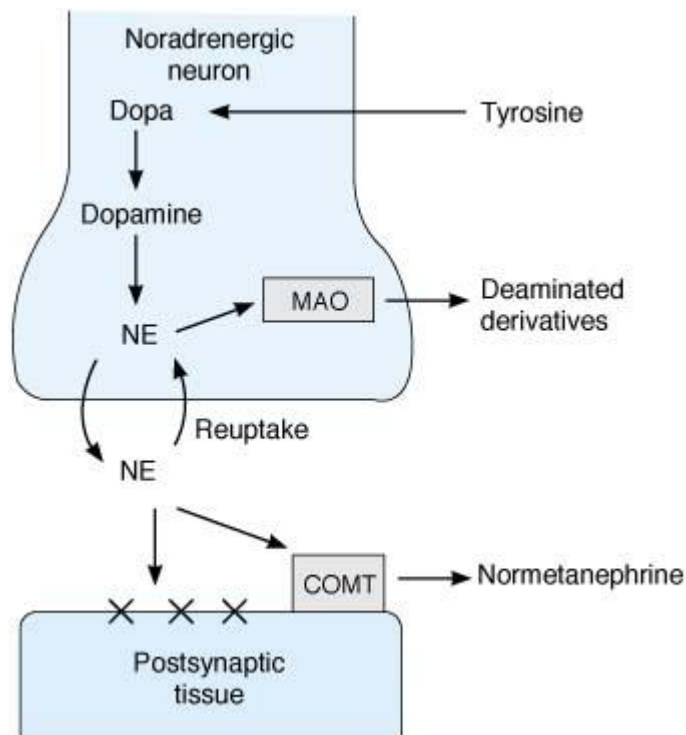 Noradrenergic
neuron
Dopa
Tyrosine
Dopamine
MAO
Deaminated
derivatives
NE
Reuptake
NE
COMT
Normetanephrine
Postsynaptic
tissue